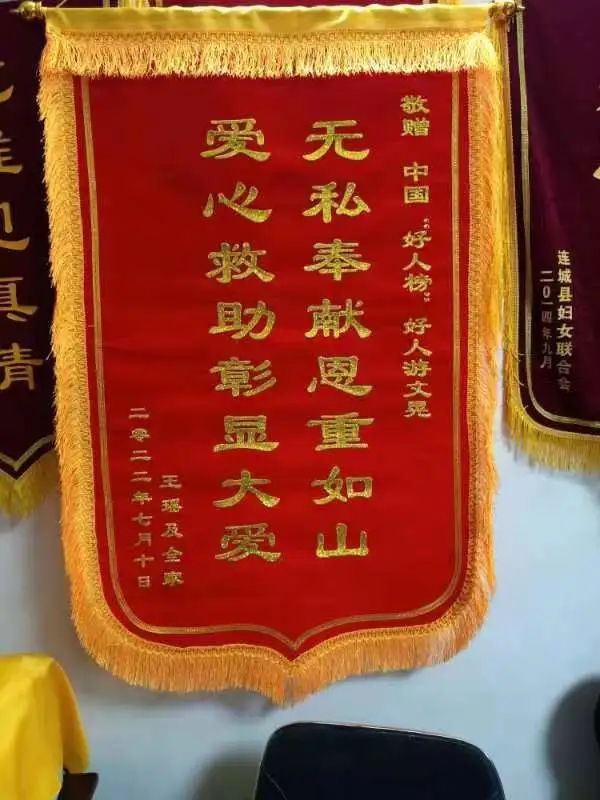 敬赠 中国“好人榜”好人游文晃
无私奉献恩重如山
爱心救助彰显大爱
王瑶及全家
二零二二年七月十日
连城县妇女联合会
二〇一四年九月
真情